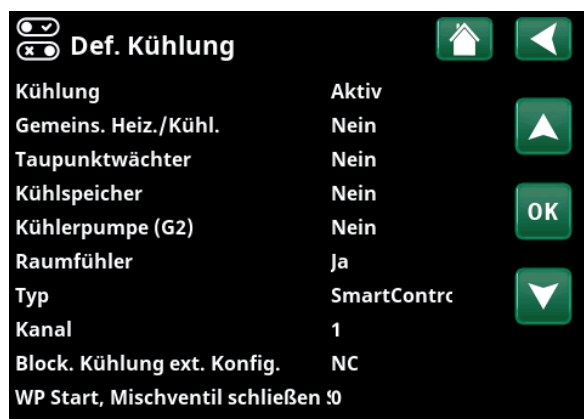 Def. Kühlung
Kühlung Aktiv
Gemeins. Heiz./Kühl. Nein
Taupunktwächter Nein
Kühlspeicher Nein
Kühlerpumpe (G2) Nein
OK
Raumfühler Ja
Typ SmartContrc
Kanal 1
Block. Kühlung ext. Konfig. NC
WP Start, Mischventil schließen 0